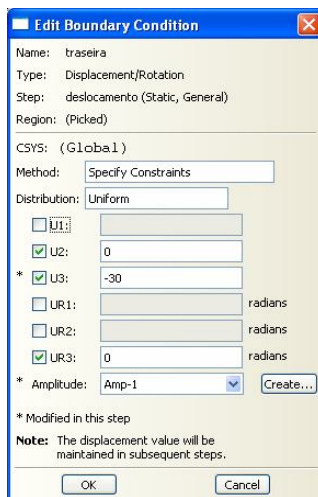 Edit Boundary Condition
Name: traseira
Type: Displacement/Rotation
Step: deslocamento (Static, General)
Region: (Picked)
CSYS: (Global)
Method: Specify Constraints
Distribution: Uniform
U1:
U2: 0
* U3: -30
UR1: radians
UR2: radians
UR3: 0 radians
* Amplitude: Amp-1 Create...
* Modified in this step
Note: The displacement value will be
maintained in subsequent steps.
OK Cancel